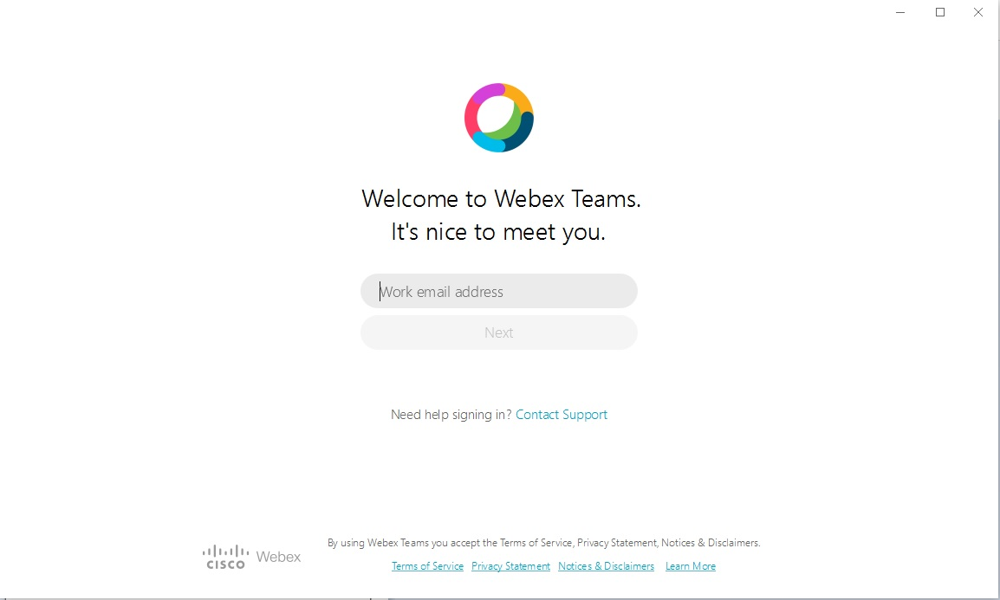 Welcome to Webex Teams.
It's nice to meet you.
Work email address
Next
Need help signing in? Contact Support
By using Webex Teams you accept the Terms of Service, Privacy Statement, Notices & Disclaimers.
cisco Webex
Terms of Service Privacy Statement Notices & Disclaimers Learn More